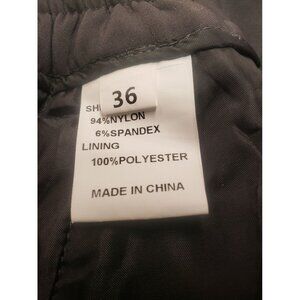 36
SH
94%NYLON
6%SPANDEX
LINING
100%POLYESTER
MADE IN CHINA